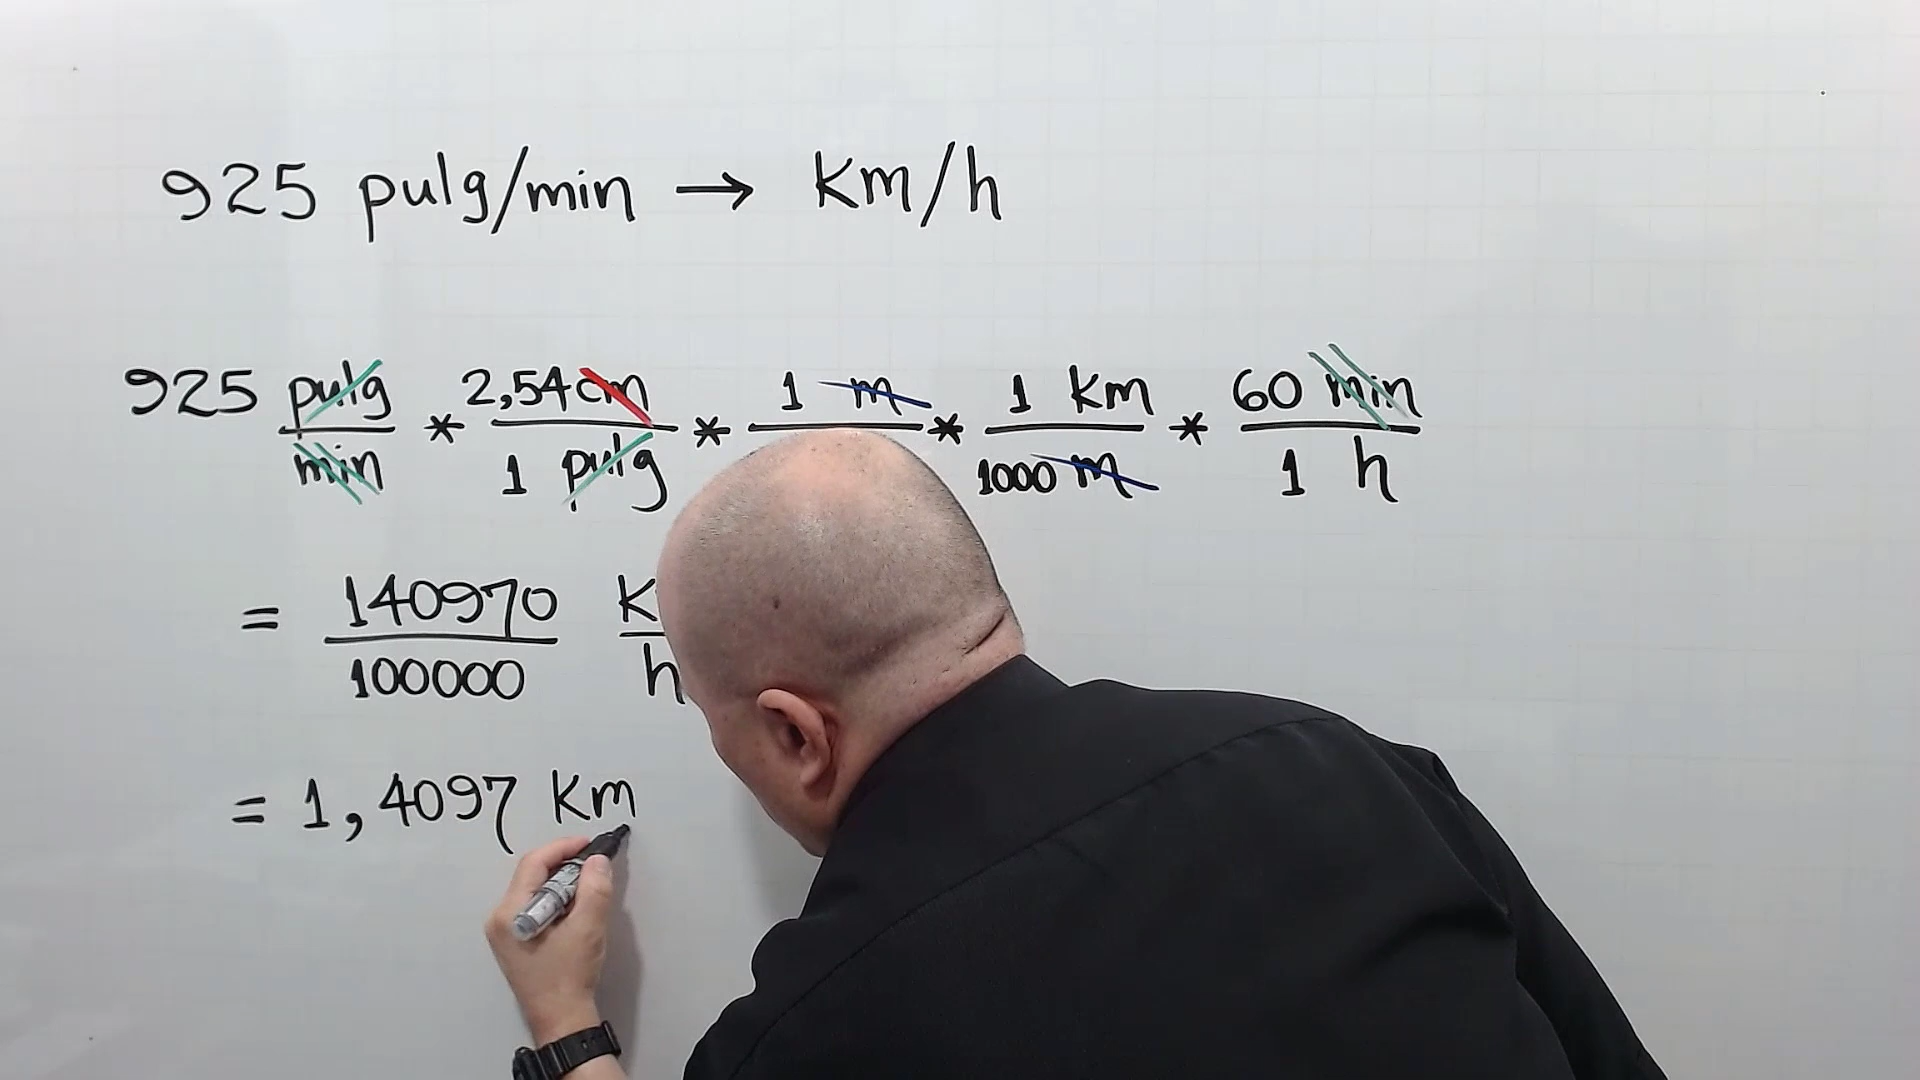 925 pulg/min → Km/h
925 pulg/min * 2,54 cm/1 pulg * 1 m * 1 Km/1000 m * 60 min/1 h
= 140970/100000 K/h
= 1,4097 Km